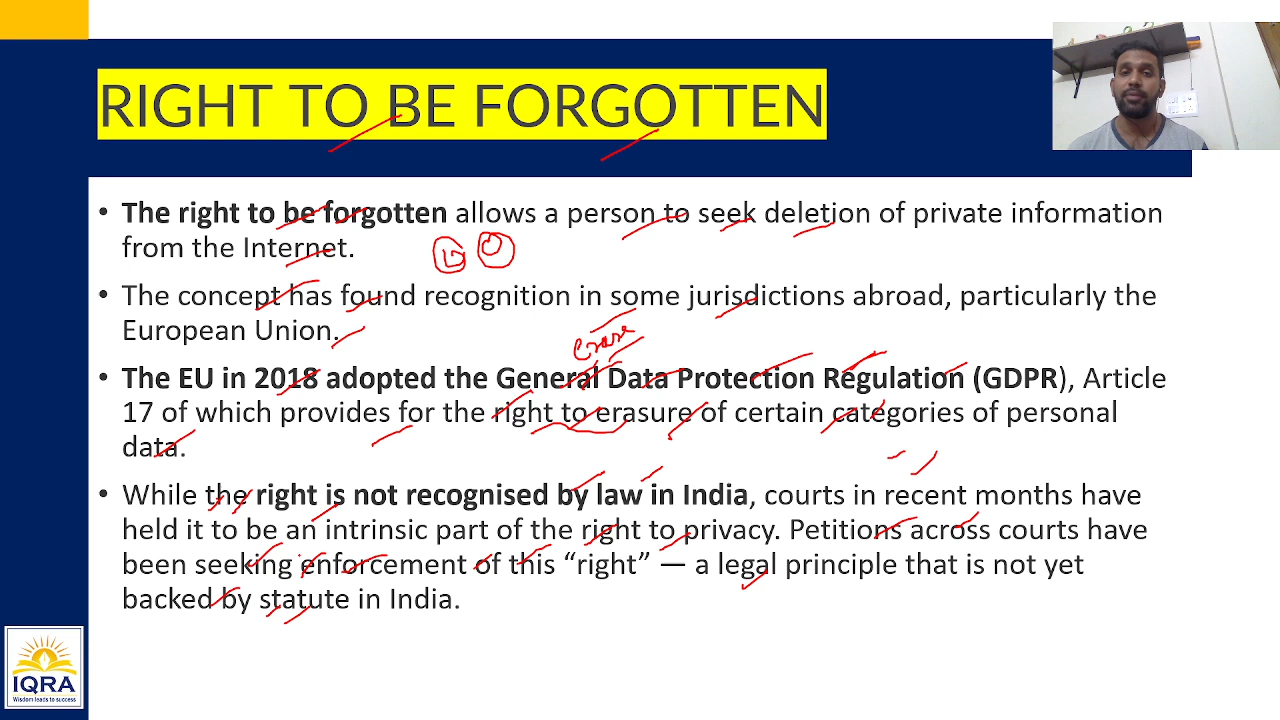 RIGHT TO BE FORGOTTEN
• The right to be forgotten allows a person to seek deletion of private information
from the Internet.
• The concept has found recognition in some jurisdictions abroad, particularly the
European Union.
erase
• The EU in 2018 adopted the General Data Protection Regulation (GDPR), Article
17 of which provides for the right to erasure of certain categories of personal
data.
• While the right is not recognised by law in India, courts in recent months have
held it to be an intrinsic part of the right to privacy. Petitions across courts have
been seeking enforcement of this “right” — a legal principle that is not yet
backed by statute in India.
IQRA
Wisdom leads to success